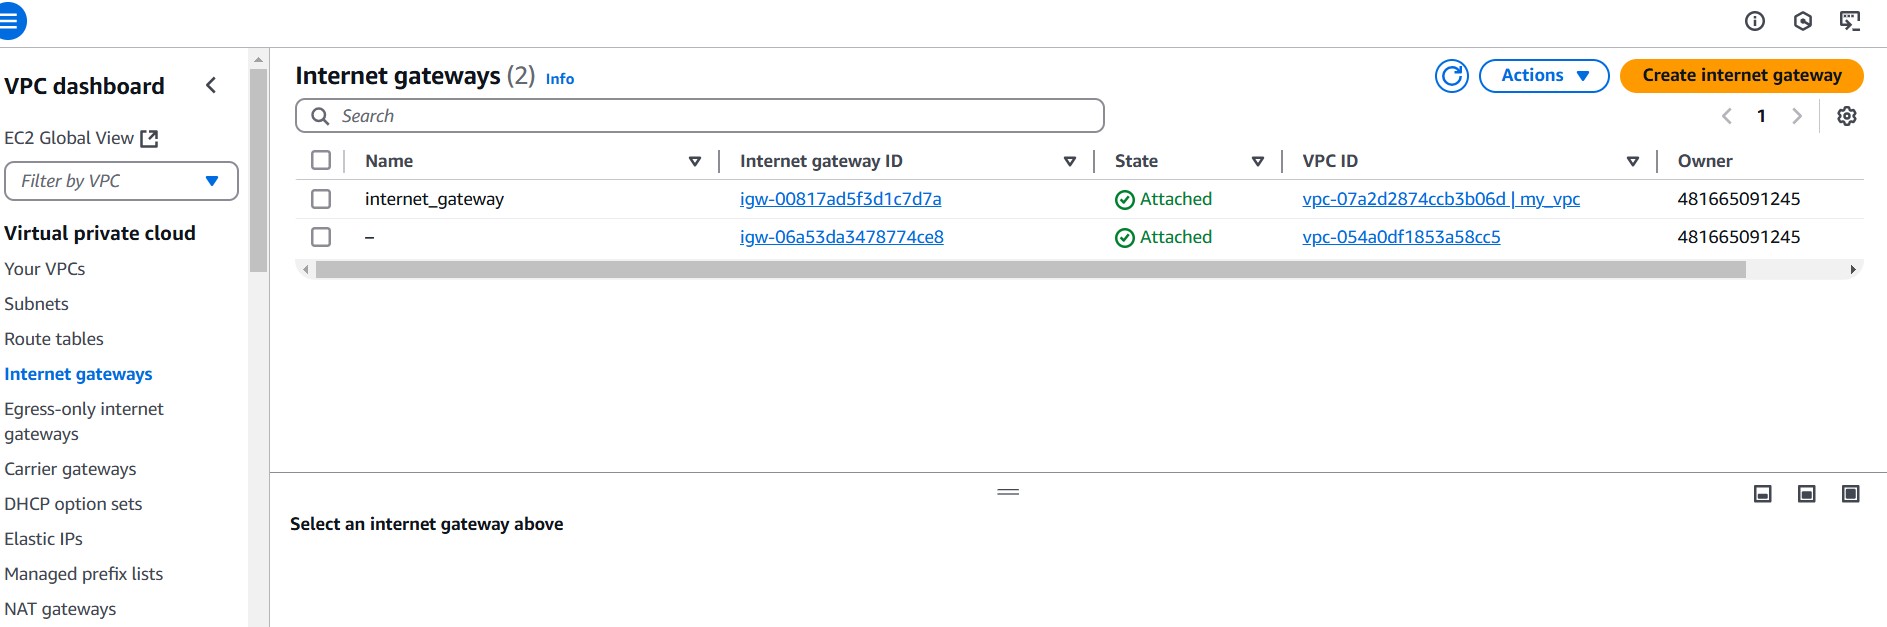 VPC dashboard
EC2 Global View
Filter by VPC
Virtual private cloud
Your VPCs
Subnets
Route tables
Internet gateways
Egress-only internet
gateways
Carrier gateways
DHCP option sets
Elastic IPs
Managed prefix lists
NAT gateways
Internet gateways (2) Info
Actions
Create internet gateway
Search
1
Name Internet gateway ID State VPC ID Owner
internet_gateway igw-00817ad5f3d1c7d7a Attached vpc-07a2d2874ccb3b06d | my_vpc 481665091245
– igw-06a53da3478774ce8 Attached vpc-054a0df1853a58cc5 481665091245
Select an internet gateway above